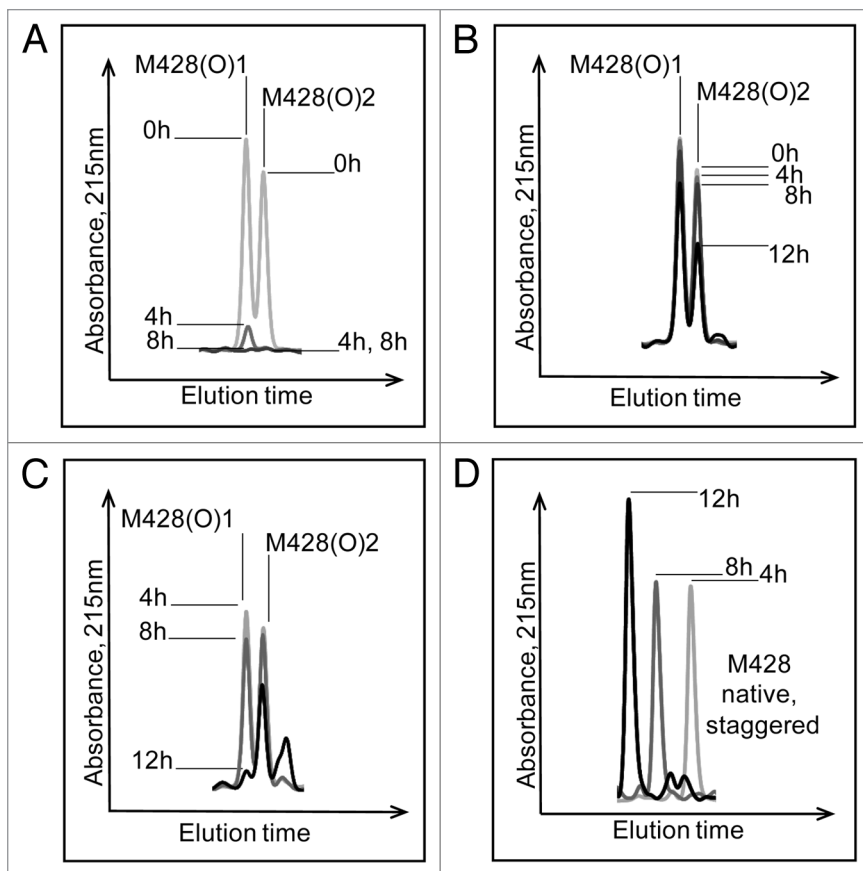 A
M428(O)1
M428(O)2
0h
0h
4h
8h
4h, 8h
Absorbance, 215nm
Elution time
B
M428(O)1
M428(O)2
0h
4h
8h
12h
Absorbance, 215nm
Elution time
C
M428(O)1
M428(O)2
4h
8h
12h
Absorbance, 215nm
Elution time
D
12h
8h
4h
M428
native,
staggered
Absorbance, 215nm
Elution time